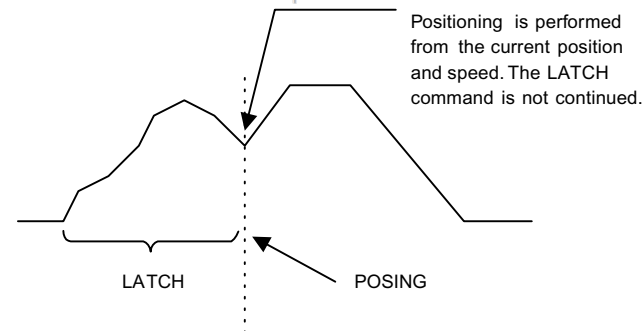 Positioning is performed
from the current position
and speed. The LATCH
command is not continued.
LATCH
POSING